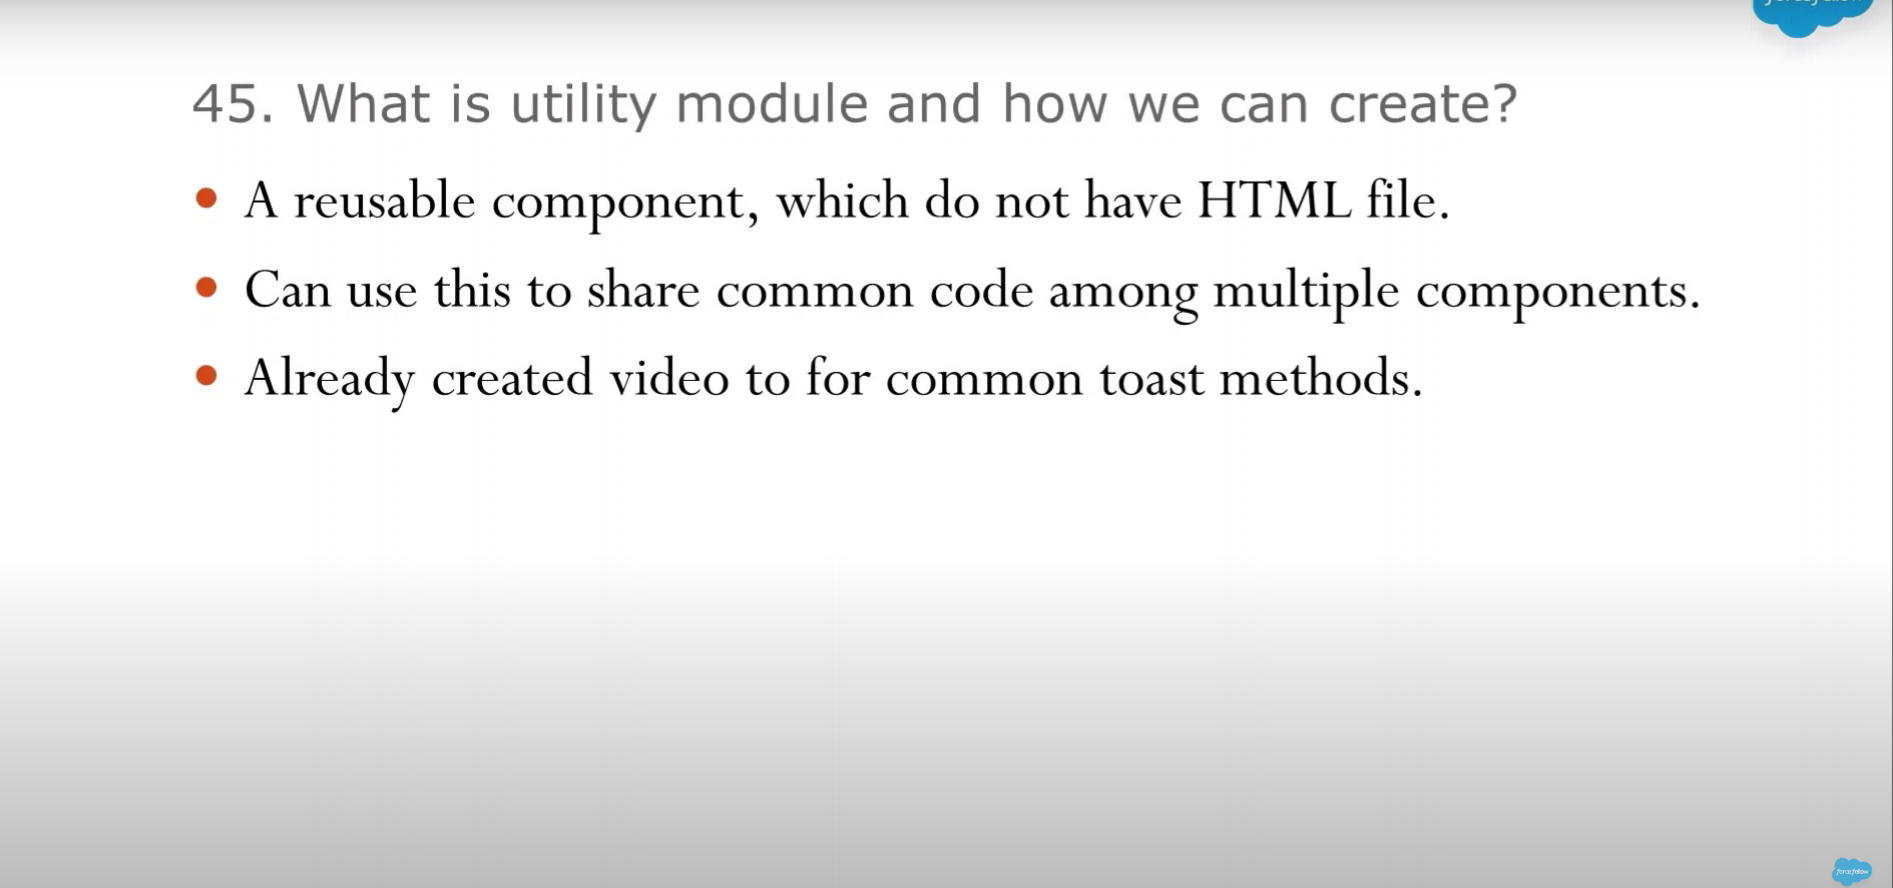 45. What is utility module and how we can create?
A reusable component, which do not have HTML file.
Can use this to share common code among multiple components.
Already created video to for common toast methods.
forcefellow